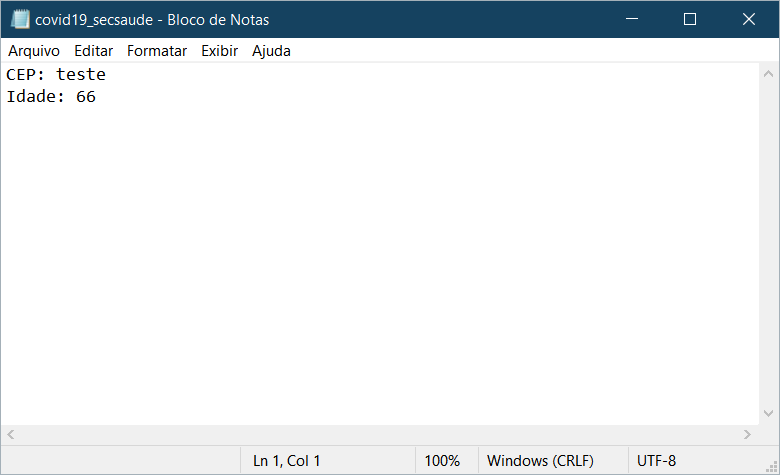 covid19_secsaude - Bloco de Notas
Arquivo Editar Formatar Exibir Ajuda
CEP: teste
Idade: 66
Ln 1, Col 1 100% Windows (CRLF) UTF-8